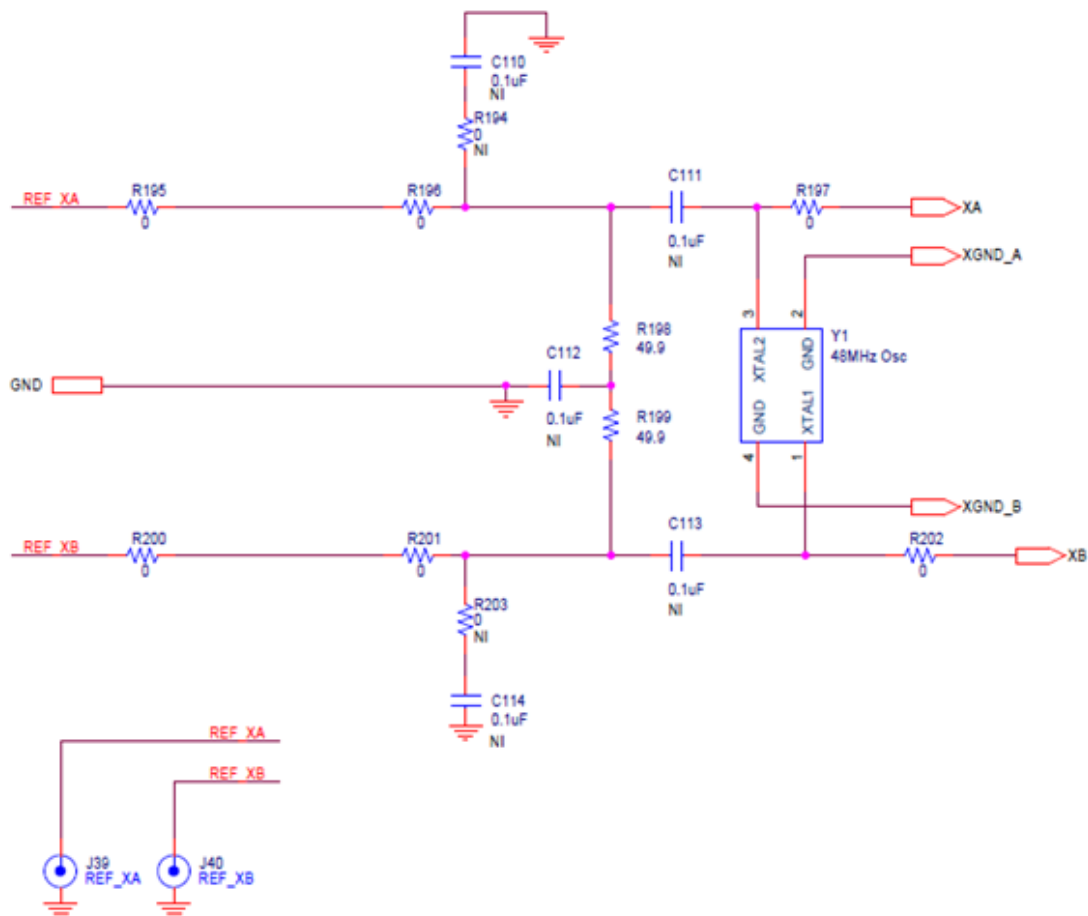 C110
0.1uF
NI
R194
0
NI
REF_XA
R195
0
R196
0
C111
0.1uF
NI
R197
0
XA
XGND_A
3
2
XTAL2
GND
GND
XTAL1
4
1
Y1
48MHz Osc
R198
49.9
C112
0.1uF
NI
GND
R199
49.9
XGND_B
REF_XB
R200
0
R201
0
C113
0.1uF
NI
R202
0
XB
R203
0
NI
C114
0.1uF
NI
REF_XA
REF_XB
J39
REF_XA
J40
REF_XB